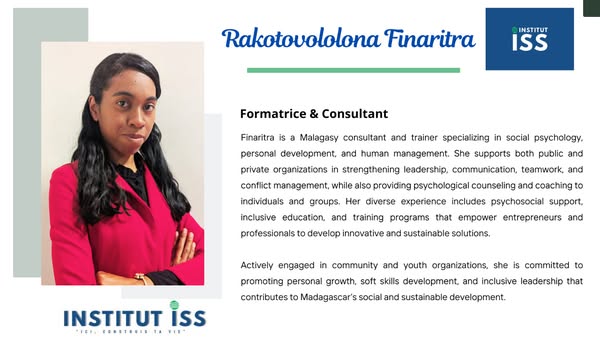 Rakotovololona Finaritra
INSTITUT
ISS
Formatrice & Consultant
Finaritra is a Malagasy consultant and trainer specializing in social psychology,
personal development, and human management. She supports both public and
private organizations in strengthening leadership, communication, teamwork, and
conflict management, while also providing psychological counseling and coaching to
individuals and groups. Her diverse experience includes psychosocial support,
inclusive education, and training programs that empower entrepreneurs and
professionals to develop innovative and sustainable solutions.
Actively engaged in community and youth organizations, she is committed to
promoting personal growth, soft skills development, and inclusive leadership that
contributes to Madagascar's social and sustainable development.
INSTITUT ISS
"ICI, CONSTRUIS TA VIE"